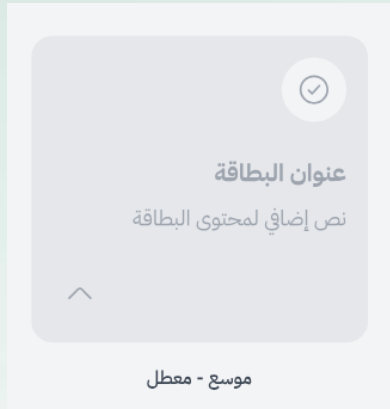 عنوان البطاقة
نص إضافي لمحتوى البطاقة
موسع - معطل